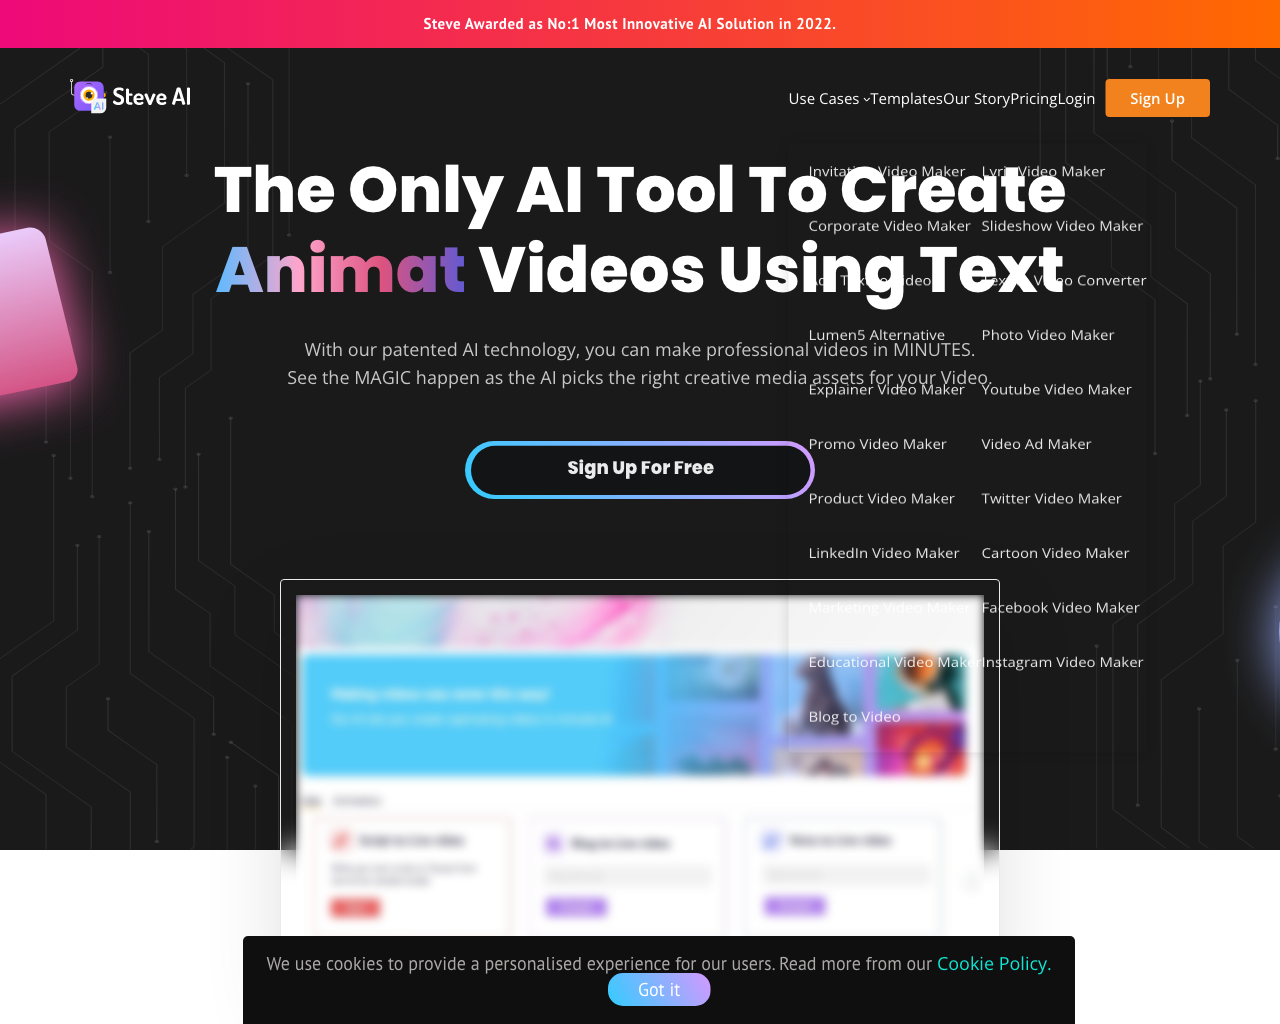 Steve Awarded as No:1 Most Innovative AI Solution in 2022.
Steve AI
Use Cases Templates Our Story Pricing Login Sign Up
The Only AI Tool To Create
Animat Videos Using Text
With our patented AI technology, you can make professional videos in MINUTES.
See the MAGIC happen as the AI picks the right creative media assets for your Video.
Sign Up For Free
Invitation Video Maker Lyric Video Maker
Corporate Video Maker Slideshow Video Maker
Video Video Converter
Lumen5 Alternative Photo Video Maker
Explainer Video Maker Youtube Video Maker
Promo Video Maker Video Ad Maker
Product Video Maker Twitter Video Maker
LinkedIn Video Maker Cartoon Video Maker
Marketing Video Maker Facebook Video Maker
Educational Video Maker Instagram Video Maker
Blog to Video
We use cookies to provide a personalised experience for our users. Read more from our Cookie Policy.
Got it